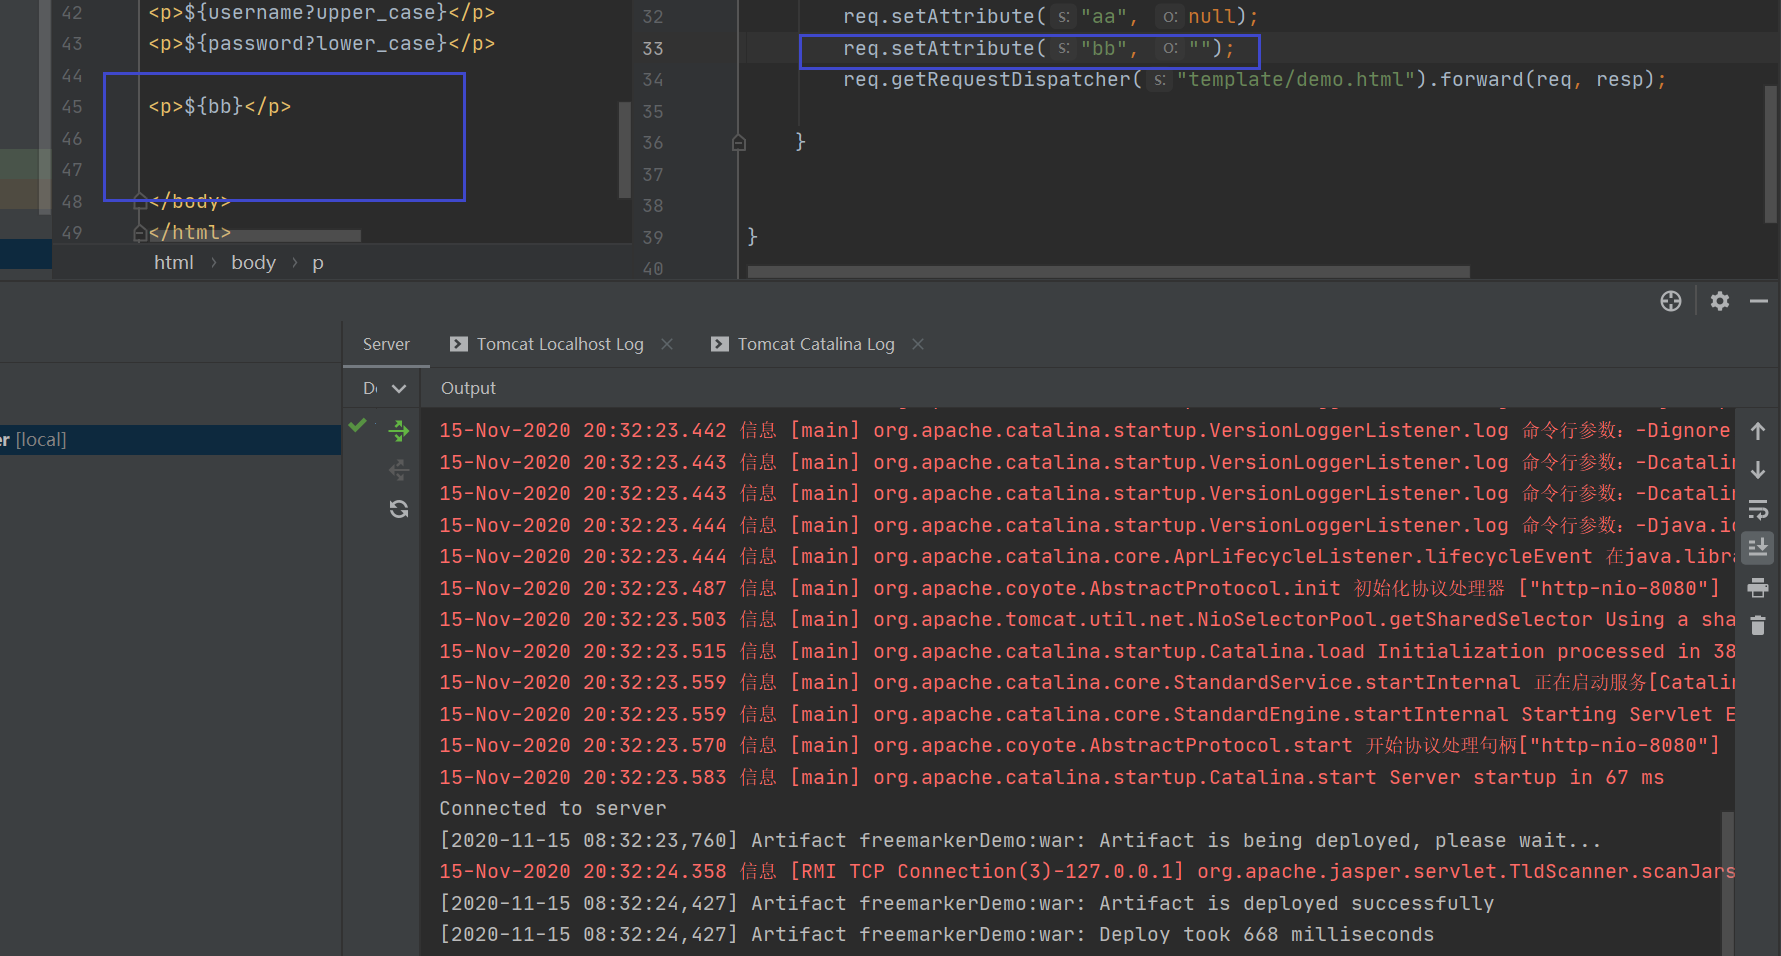 42 <p>${username?upper_case}</p>
43 <p>${password?lower_case}</p>
44
45 <p>${bb}</p>
46
47
48 </body>
49 </html>
html › body › p
32 req.setAttribute( s: "aa", o: null);
33 req.setAttribute( s: "bb", o: "");
34 req.getRequestDispatcher( s: "template/demo.html").forward(req, resp);
35
36 }
37
38
39 }
40
Server
Tomcat Localhost Log
Tomcat Catalina Log
Output
er [local]
15-Nov-2020 20:32:23.442 信息 [main] org.apache.catalina.startup.VersionLoggerListener.log 命令行参数：-Dignore
15-Nov-2020 20:32:23.443 信息 [main] org.apache.catalina.startup.VersionLoggerListener.log 命令行参数：-Dcatalin
15-Nov-2020 20:32:23.443 信息 [main] org.apache.catalina.startup.VersionLoggerListener.log 命令行参数：-Dcatalin
15-Nov-2020 20:32:23.444 信息 [main] org.apache.catalina.startup.VersionLoggerListener.log 命令行参数：-Djava.io
15-Nov-2020 20:32:23.444 信息 [main] org.apache.catalina.core.AprLifecycleListener.lifecycleEvent 在java.libra
15-Nov-2020 20:32:23.487 信息 [main] org.apache.coyote.AbstractProtocol.init 初始化协议处理器 ["http-nio-8080"]
15-Nov-2020 20:32:23.503 信息 [main] org.apache.tomcat.util.net.NioSelectorPool.getSharedSelector Using a sha
15-Nov-2020 20:32:23.515 信息 [main] org.apache.catalina.startup.Catalina.load Initialization processed in 38
15-Nov-2020 20:32:23.559 信息 [main] org.apache.catalina.core.StandardService.startInternal 正在启动服务[Catalin
15-Nov-2020 20:32:23.559 信息 [main] org.apache.catalina.core.StandardEngine.startInternal Starting Servlet E
15-Nov-2020 20:32:23.570 信息 [main] org.apache.coyote.AbstractProtocol.start 开始协议处理句柄["http-nio-8080"]
15-Nov-2020 20:32:23.583 信息 [main] org.apache.catalina.startup.Catalina.start Server startup in 67 ms
Connected to server
[2020-11-15 08:32:23,760] Artifact freemarkerDemo:war: Artifact is being deployed, please wait...
15-Nov-2020 20:32:24.358 信息 [RMI TCP Connection(3)-127.0.0.1] org.apache.jasper.servlet.TldScanner.scanJars
[2020-11-15 08:32:24,427] Artifact freemarkerDemo:war: Artifact is deployed successfully
[2020-11-15 08:32:24,427] Artifact freemarkerDemo:war: Deploy took 668 milliseconds